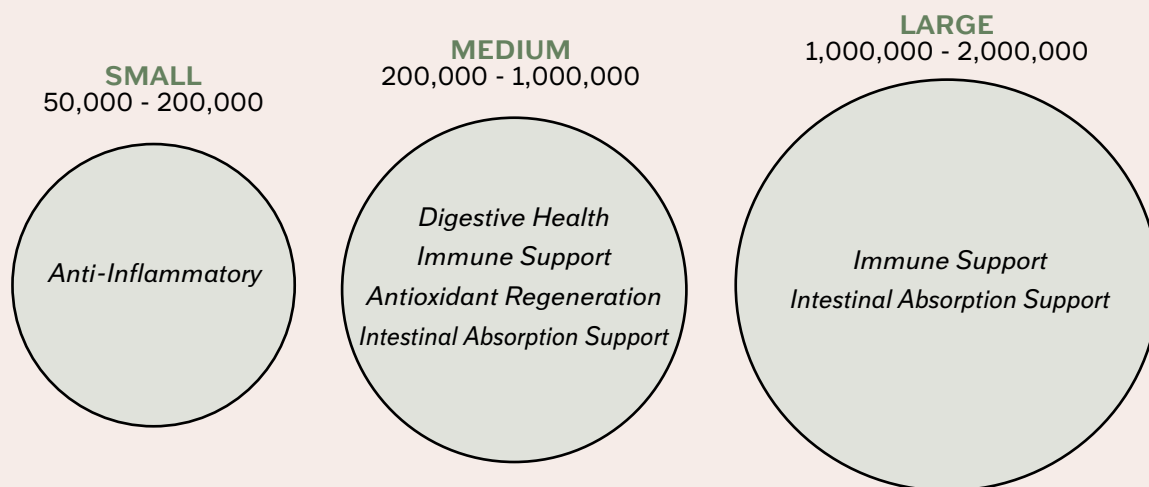 SMALL
50,000 - 200,000
Anti-Inflammatory
MEDIUM
200,000 - 1,000,000
Digestive Health
Immune Support
Antioxidant Regeneration
Intestinal Absorption Support
LARGE
1,000,000 - 2,000,000
Immune Support
Intestinal Absorption Support